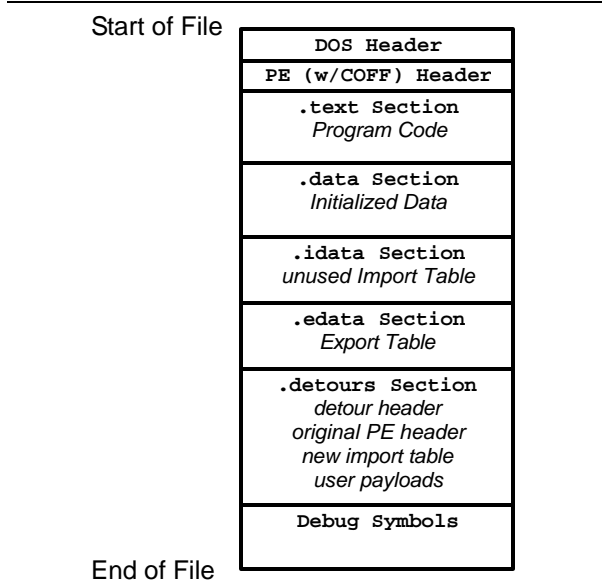 Start of File
DOS Header
PE (w/COFF) Header
.text Section
Program Code
.data Section
Initialized Data
.idata Section
unused Import Table
.edata Section
Export Table
.detours Section
detour header
original PE header
new import table
user payloads
Debug Symbols
End of File